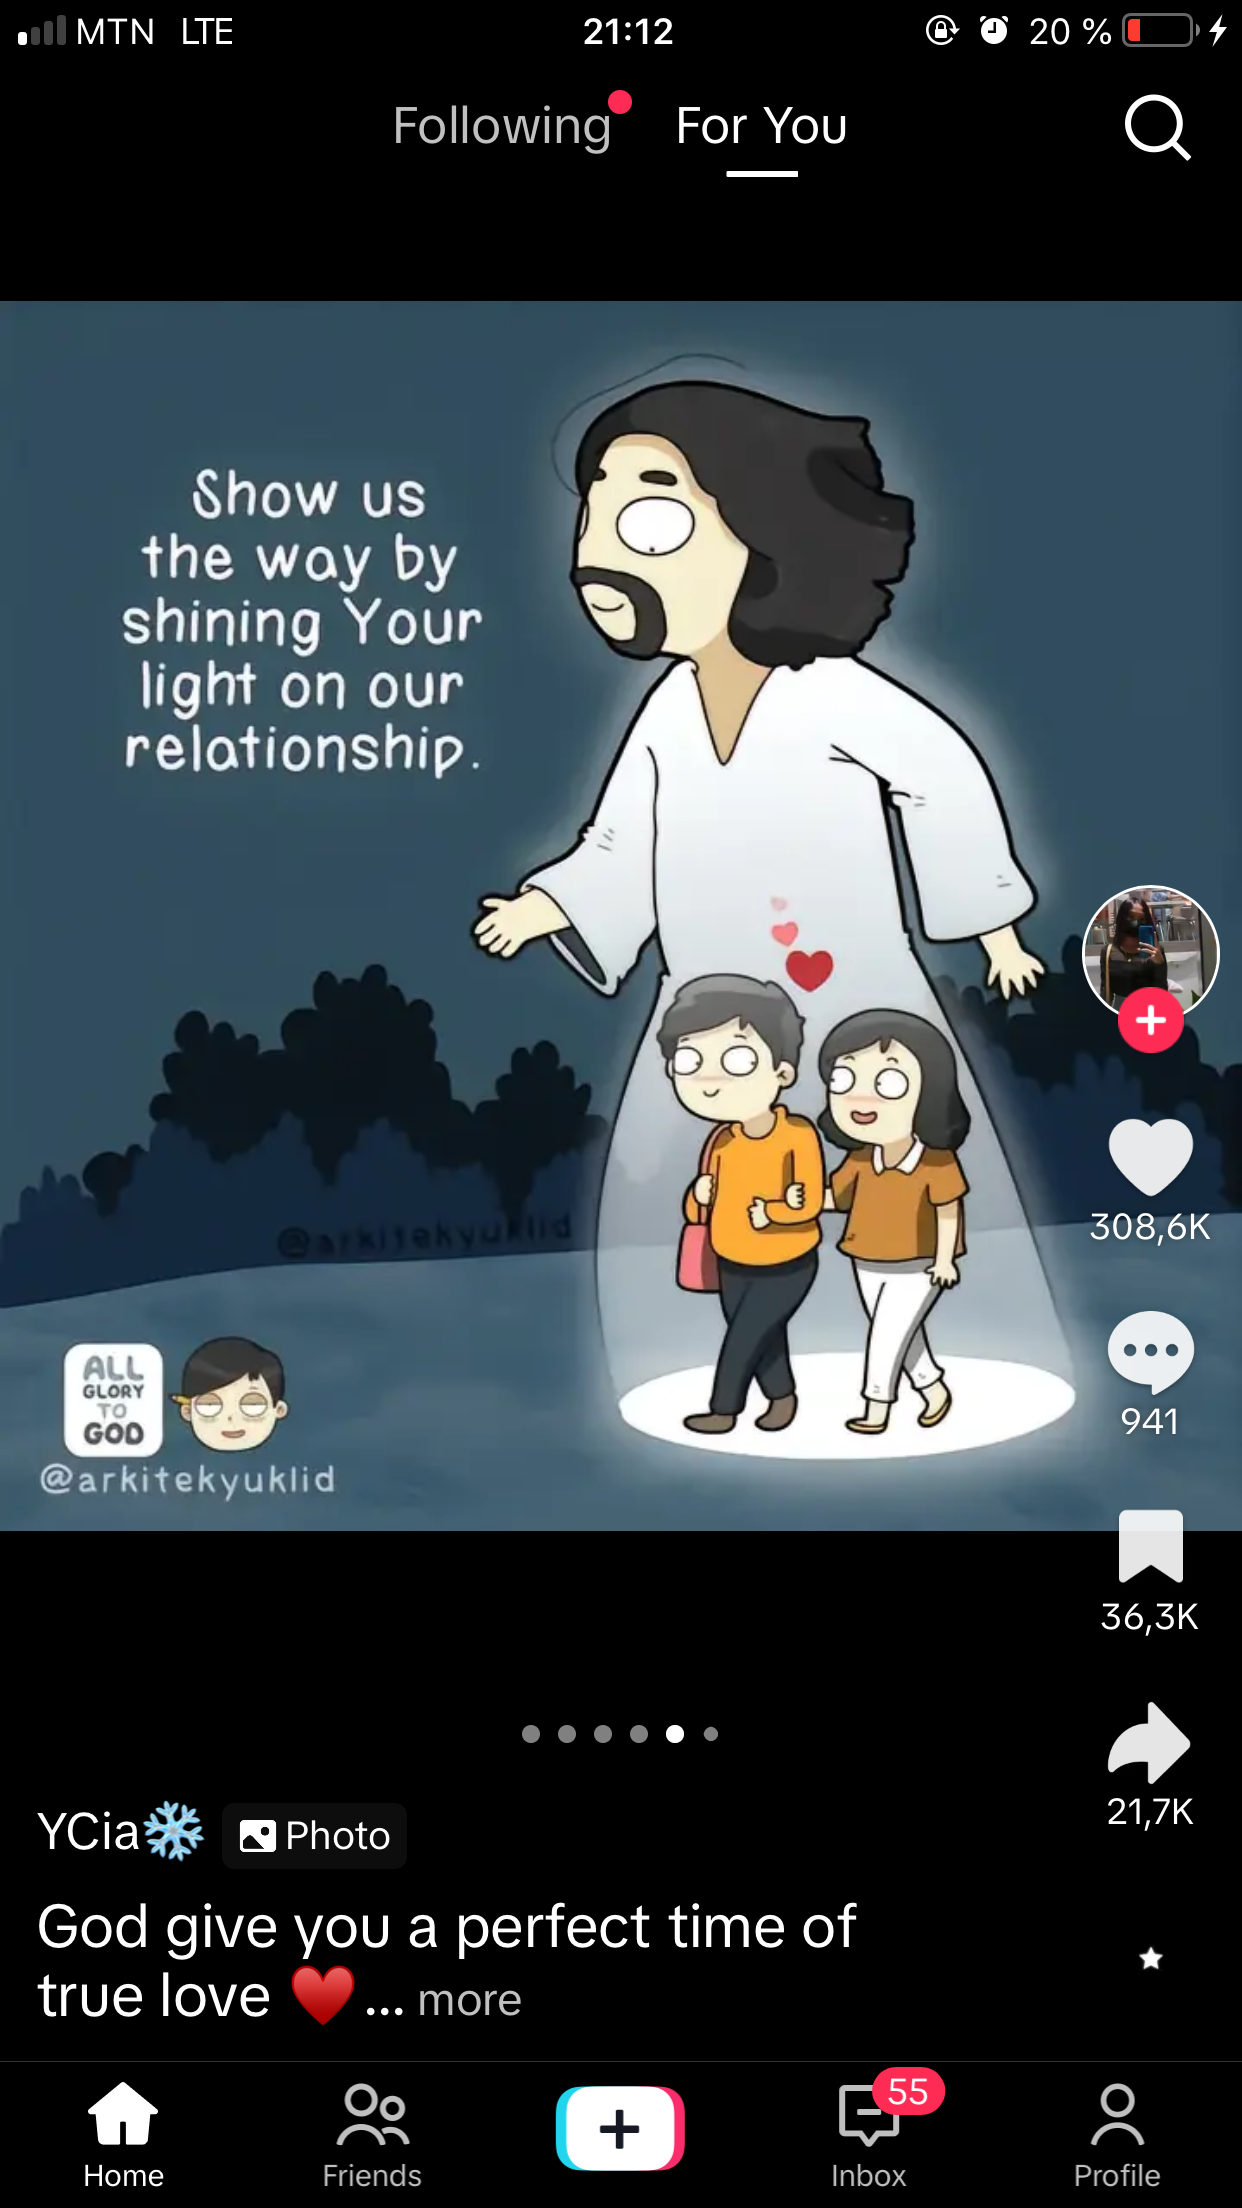 MTN LTE 21:12 20 %
Following For You
Show us
the way by
shining Your
light on our
relationship.
@arkitekyuklid
308,6K
941
ALL
GLORY
TO
GOD
@arkitekyuklid
36,3K
21,7K
YCia❄️ Photo
God give you a perfect time of
true love ♥️... more
55
Home Friends Inbox Profile